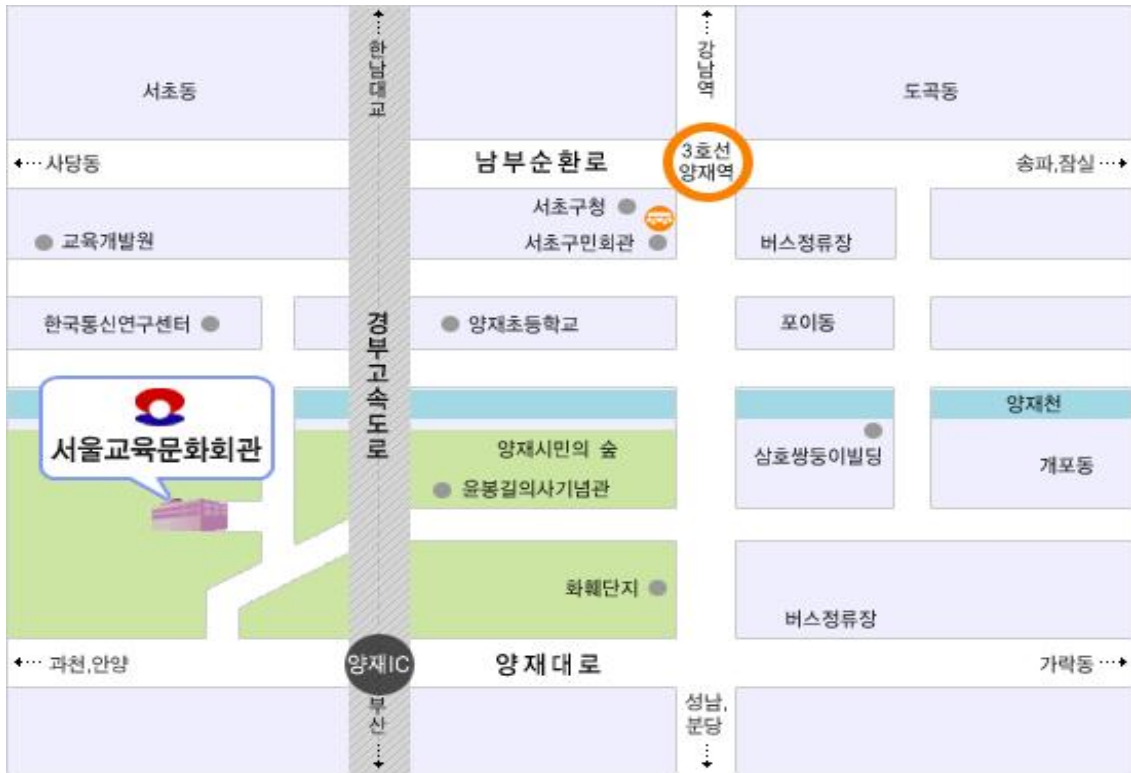 한남대교
강남역
서초동
도곡동
사당동
남부순환로
3호선
양재역
송파,잠실
서초구청
교육개발원
서초구민회관
버스정류장
한국통신연구센터
경부고속도로
양재초등학교
포이동
양재천
서울교육문화회관
양재시민의 숲
삼호쌍둥이빌딩
개포동
윤봉길의사기념관
화훼단지
버스정류장
과천,안양
양재IC
양재대로
가락동
부산
성남,
분당